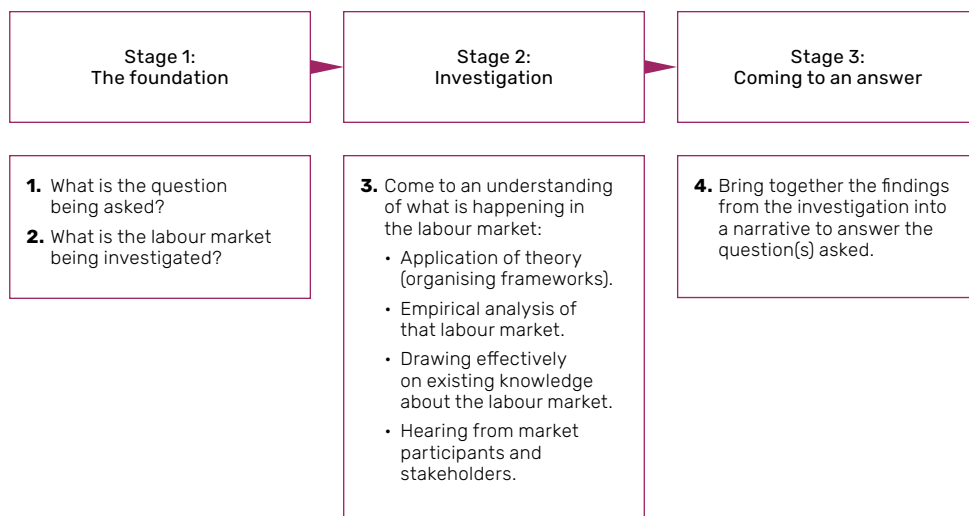 Stage 1:
The foundation
Stage 2:
Investigation
Stage 3:
Coming to an answer
1. What is the question
being asked?
2. What is the labour market
being investigated?
3. Come to an understanding
of what is happening in
the labour market:
• Application of theory
(organising frameworks).
• Empirical analysis of
that labour market.
• Drawing effectively
on existing knowledge
about the labour market.
• Hearing from market
participants and
stakeholders.
4. Bring together the findings
from the investigation into
a narrative to answer the
question(s) asked.